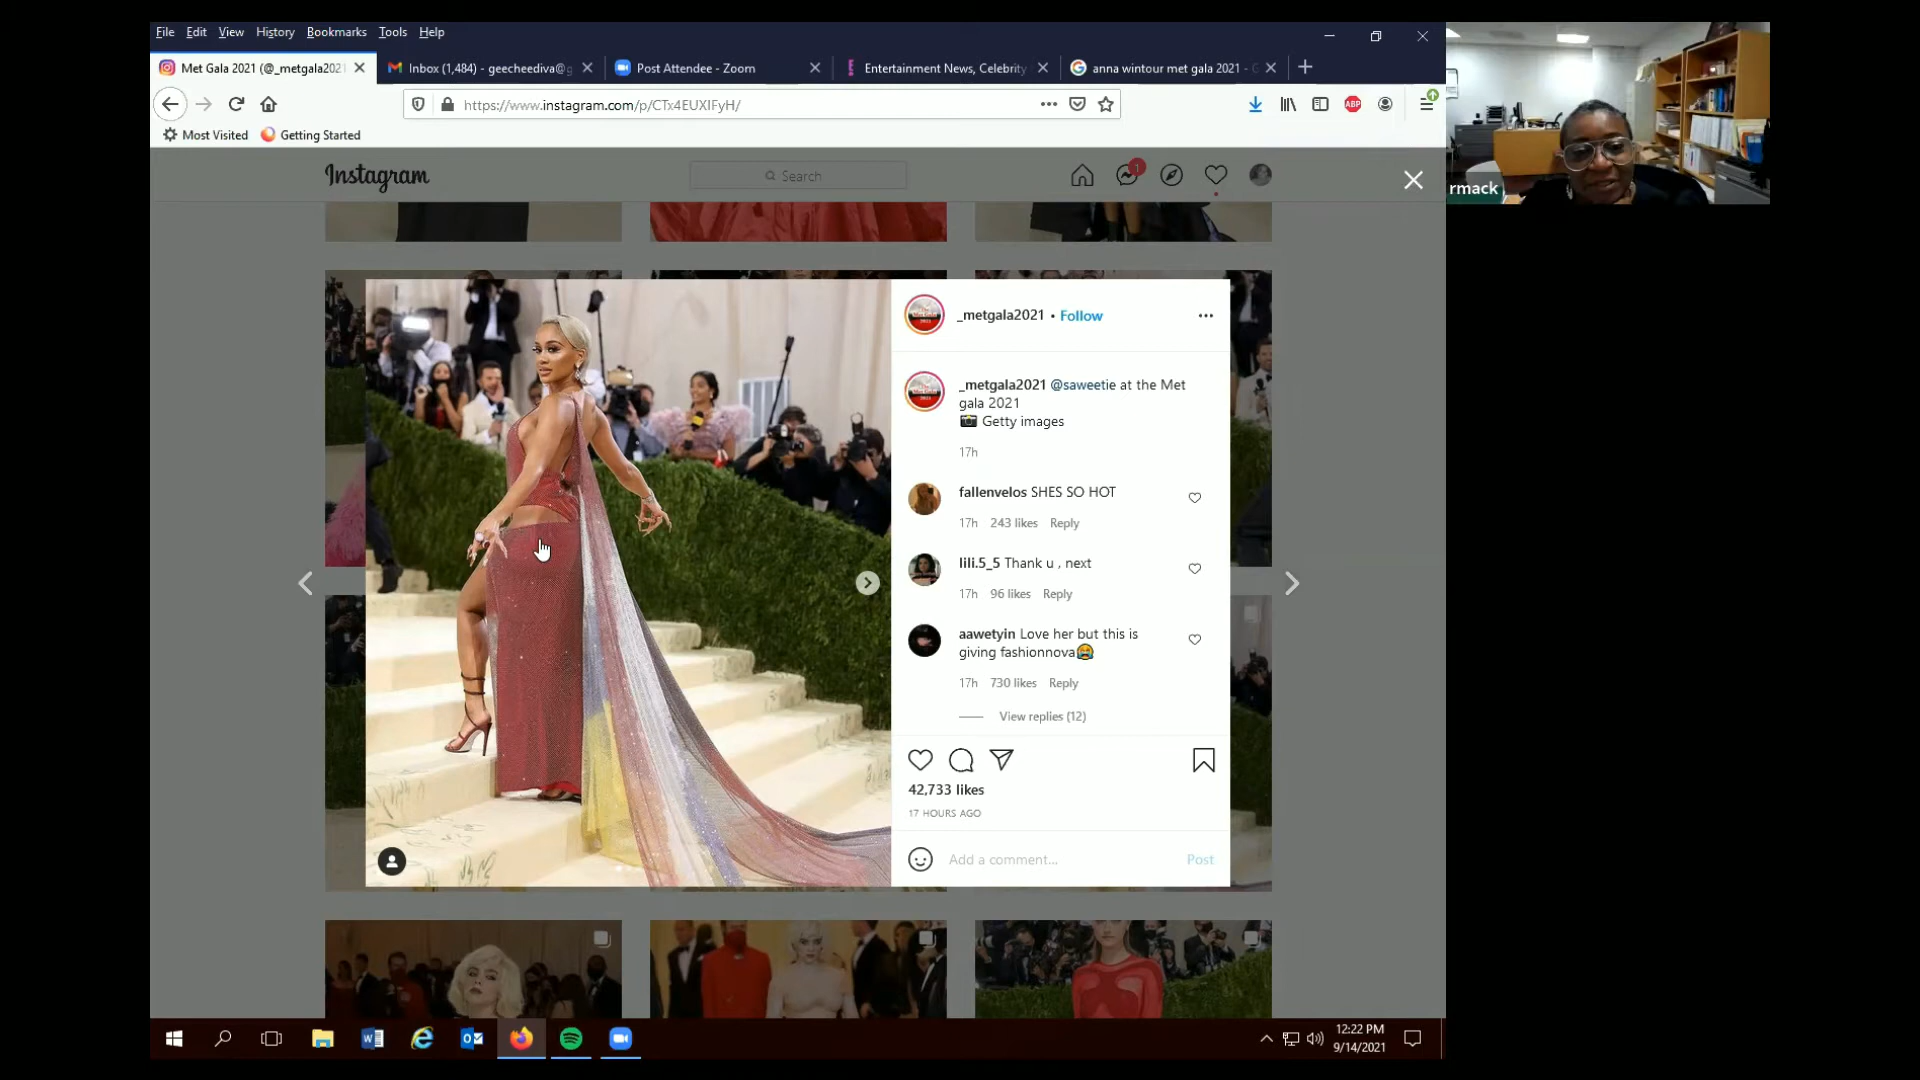 File Edit View History Bookmarks Tools Help
Met Gala 2021 (@_metgala2021
Inbox (1,484) - geecheediva@g
Post Attendee - Zoom
Entertainment News, Celebrity
anna wintour met gala 2021 - G
https://www.instagram.com/p/CTx4EUXIFyH/
ABP
Most Visited Getting Started
Instagram
Search
1
rmack
_metgala2021 • Follow
_metgala2021 @saweetie at the Met
gala 2021
📸 Getty images
17h
fallenvelos SHES SO HOT
17h 243 likes Reply
lili.5_5 Thank u , next
17h 96 likes Reply
aawetyin Love her but this is
giving fashionnova😭
17h 730 likes Reply
View replies (12)
42,733 likes
17 HOURS AGO
Add a comment... Post
12:22 PM
9/14/2021